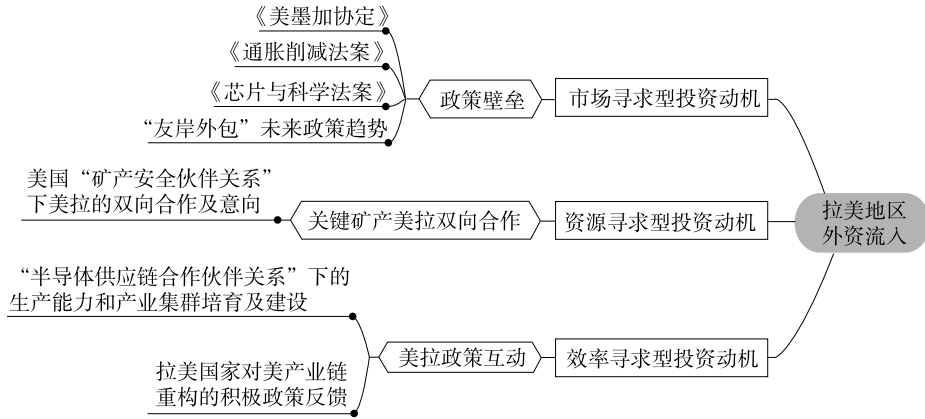 《美墨加协定》
《通胀削减法案》
《芯片与科学法案》
“友岸外包”未来政策趋势
政策壁垒
市场寻求型投资动机
美国“矿产安全伙伴关系”
下美拉的双向合作及意向
关键矿产美拉双向合作
资源寻求型投资动机
拉美地区
外资流入
“半导体供应链合作伙伴关系”下的
生产能力和产业集群培育及建设
拉美国家对美产业链
重构的积极政策反馈
美拉政策互动
效率寻求型投资动机